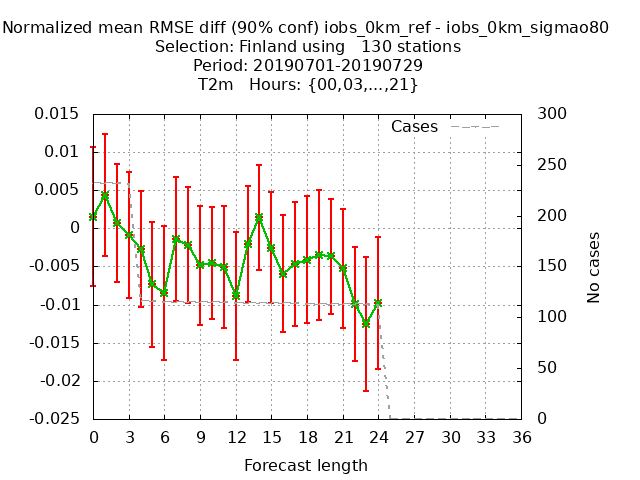 Normalized mean RMSE diff (90% conf) iobs_0km_ref - iobs_0km_sigmao80
Selection: Finland using   130 stations
Period: 20190701-20190729
T2m   Hours: {00,03,...,21}
Cases
0.015
0.01
0.005
0
-0.005
-0.01
-0.015
-0.02
-0.025
300
250
200
150
100
50
0
No cases
0 3 6 9 12 15 18 21 24 27 30 33 36
Forecast length